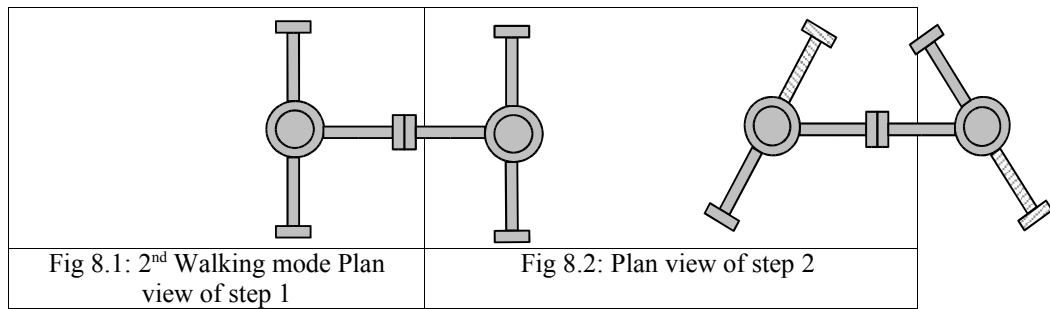 Fig 8.1: 2nd Walking mode Plan
view of step 1
Fig 8.2: Plan view of step 2